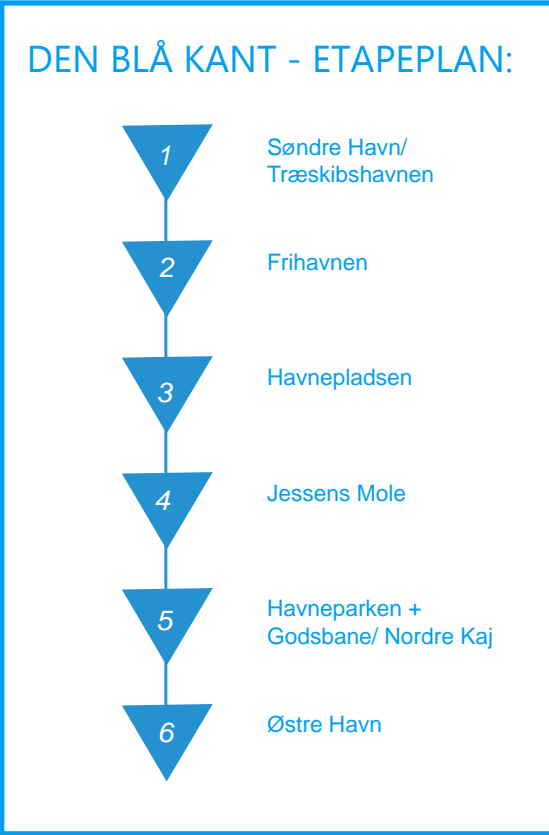 DEN BLÅ KANT - ETAPEPLAN:
1
Søndre Havn/
Træskibshavnen
2
Frihavnen
3
Havnepladsen
4
Jessens Mole
5
Havneparken +
Godsbane/ Nordre Kaj
6
Østre Havn